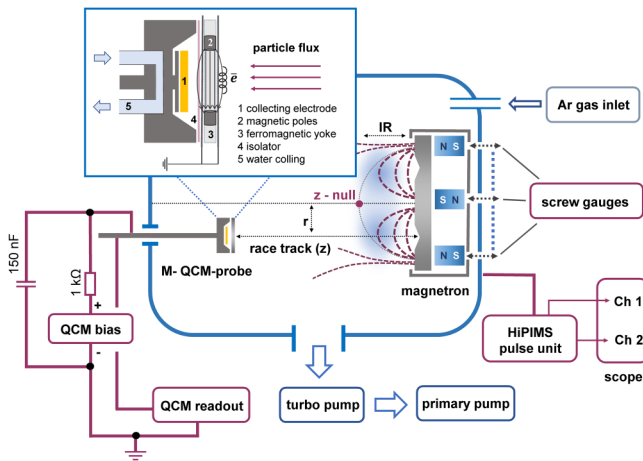 particle flux
2
ē
1
1 collecting electrode
2 magnetic poles
3 ferromagnetic yoke
4 isolator
5 water colling
5
4
3
Ar gas inlet
IR
N S
S N
N S
screw gauges
z - null
r
race track (z)
M- QCM-probe
magnetron
150 nF
1 kΩ
+
QCM bias
-
HiPIMS
pulse unit
Ch 1
Ch 2
scope
QCM readout
turbo pump
primary pump